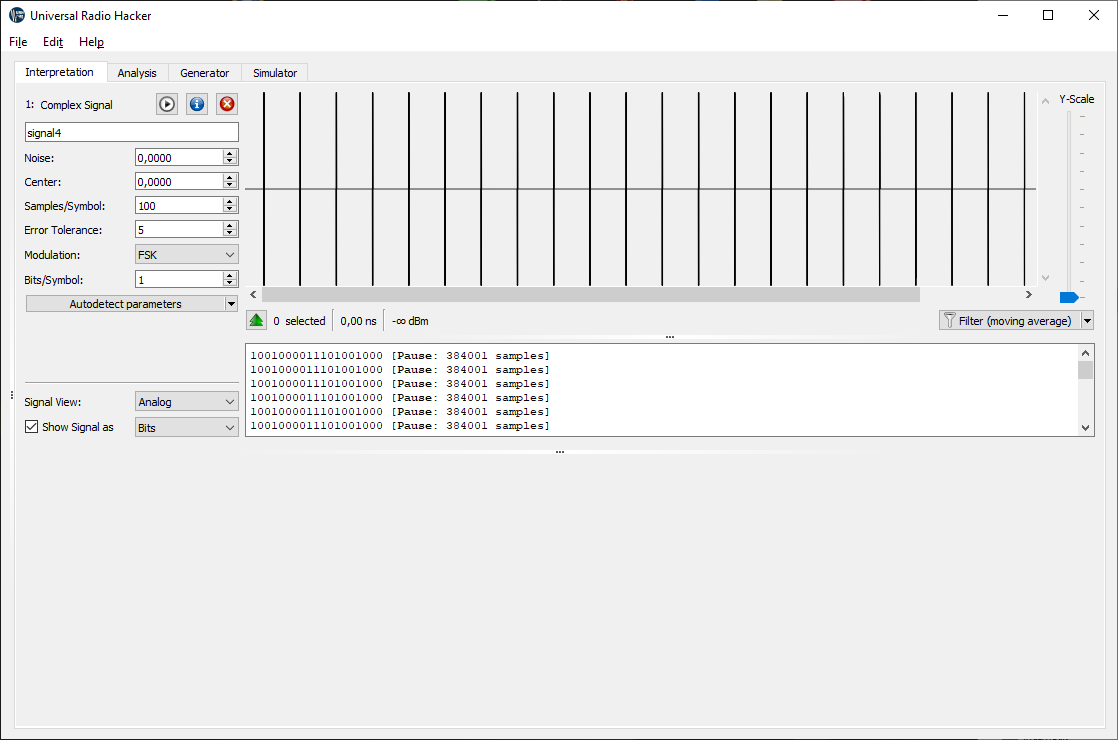 Universal Radio Hacker
File Edit Help
Interpretation Analysis Generator Simulator
1: Complex Signal
signal4
Noise: 0,0000
Center: 0,0000
Samples/Symbol: 100
Error Tolerance: 5
Modulation: FSK
Bits/Symbol: 1
Autodetect parameters
Y-Scale
0 selected 0,00 ns -∞ dBm Filter (moving average)
1001000011101001000 [Pause: 384001 samples]
1001000011101001000 [Pause: 384001 samples]
1001000011101001000 [Pause: 384001 samples]
1001000011101001000 [Pause: 384001 samples]
1001000011101001000 [Pause: 384001 samples]
1001000011101001000 [Pause: 384001 samples]
Signal View: Analog
Show Signal as Bits